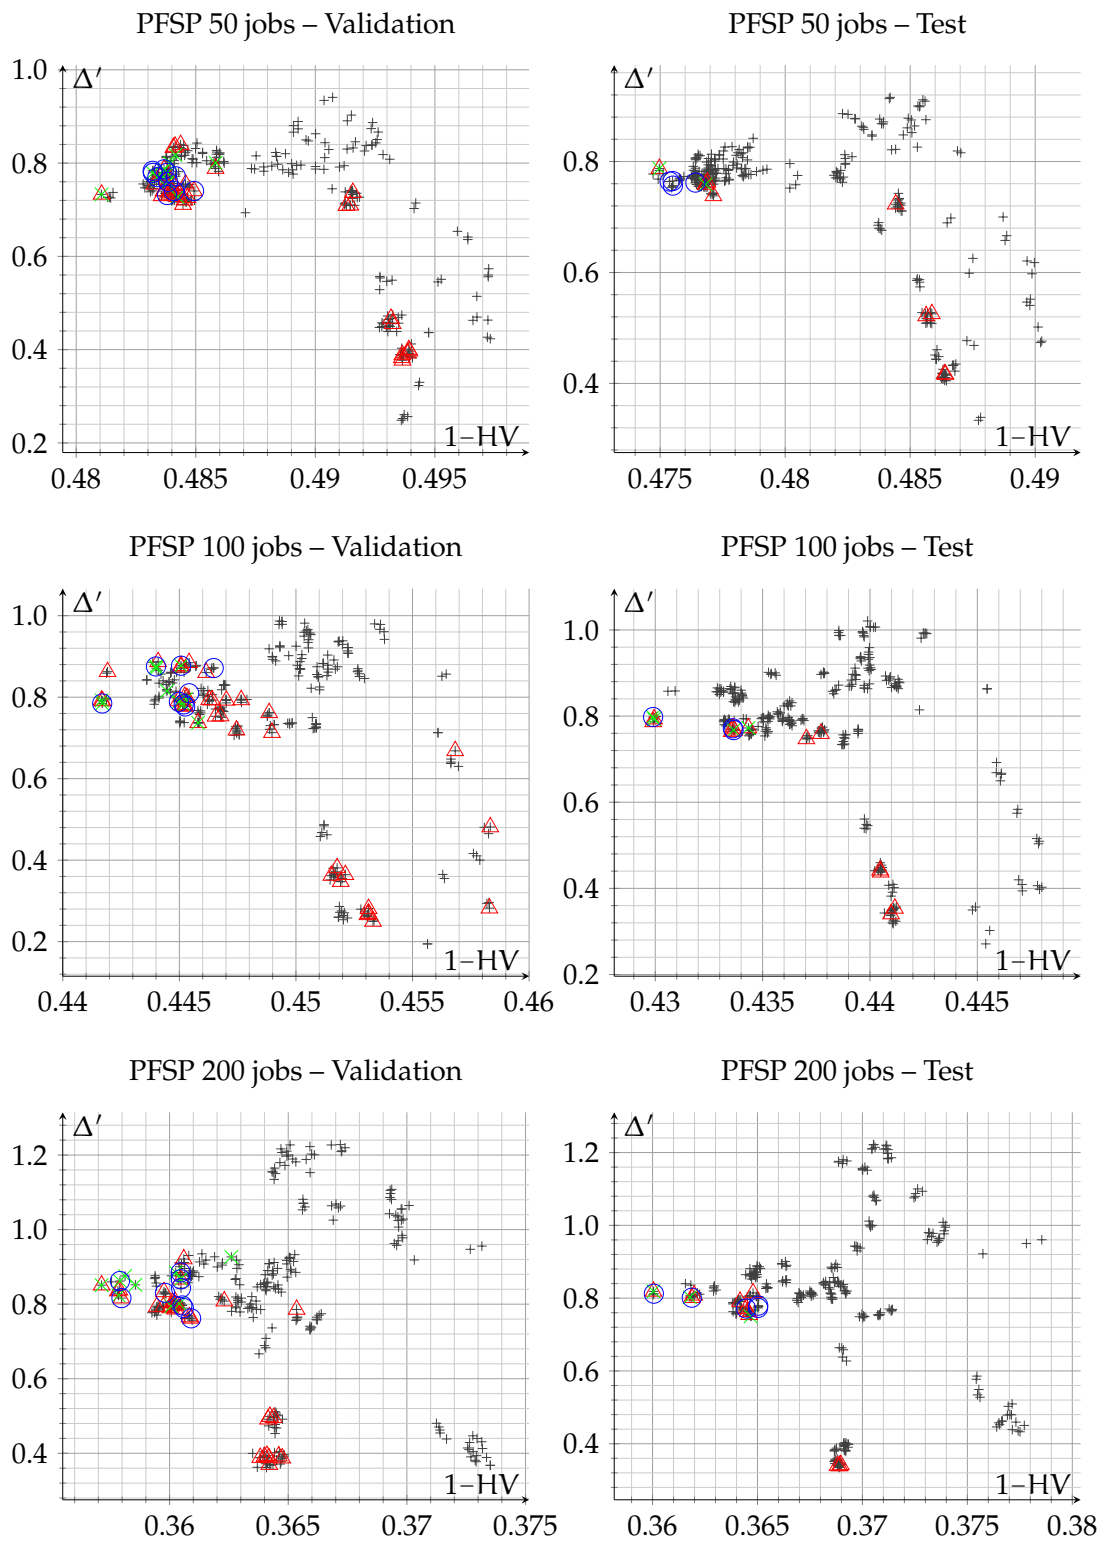 PFSP 50 jobs – Validation
Δ′
1.0
0.8
0.6
0.4
0.2
1–HV
0.48 0.485 0.49 0.495
PFSP 50 jobs – Test
Δ′
0.8
0.6
0.4
1–HV
0.475 0.48 0.485 0.49
PFSP 100 jobs – Validation
Δ′
1.0
0.8
0.6
0.4
0.2
1–HV
0.44 0.445 0.45 0.455 0.46
PFSP 100 jobs – Test
Δ′
1.0
0.8
0.6
0.4
0.2
1–HV
0.43 0.435 0.44 0.445
PFSP 200 jobs – Validation
Δ′
1.2
1.0
0.8
0.6
0.4
1–HV
0.36 0.365 0.37 0.375
PFSP 200 jobs – Test
Δ′
1.2
1.0
0.8
0.6
0.4
1–HV
0.36 0.365 0.37 0.375 0.38